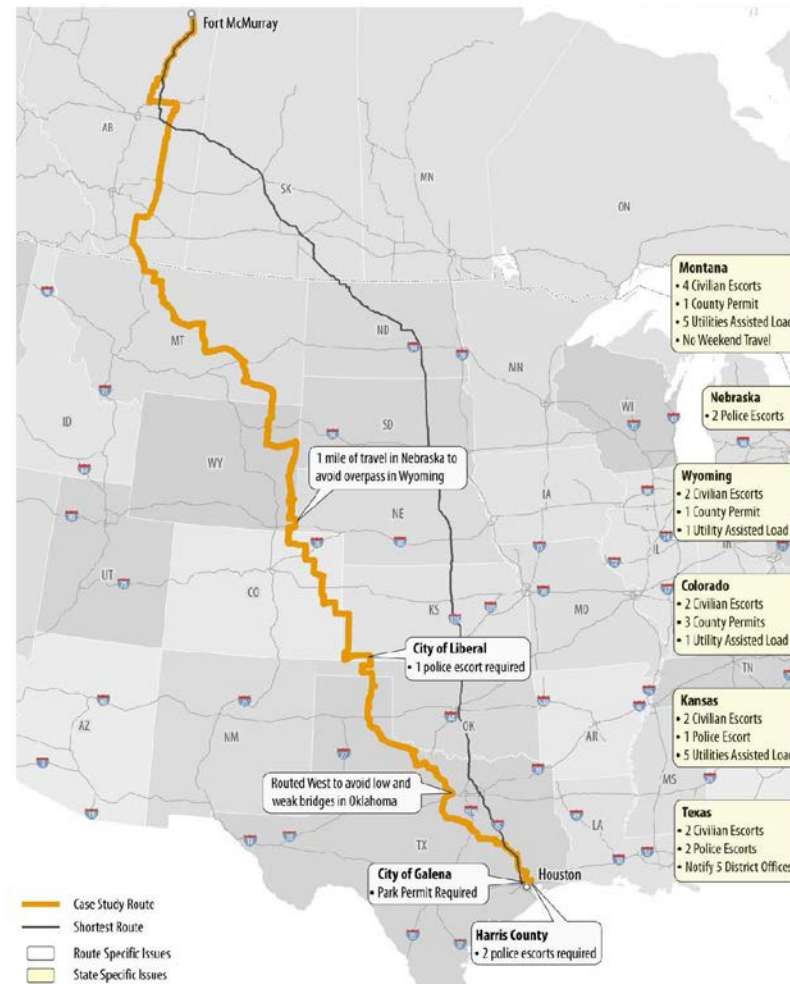 Fort McMurray
AB
SK
MN
ON
Montana
• 4 Civilian Escorts
• 1 County Permit
• 5 Utilities Assisted Load
• No Weekend Travel
MT
ND
MN
ID
SD
WI
Nebraska
• 2 Police Escorts
WY
1 mile of travel in Nebraska to
avoid overpass in Wyoming
Wyoming
• 2 Civilian Escorts
• 1 County Permit
• 1 Utility Assisted Load
IA
NE
IL
IN
UT
CO
KS
MO
Colorado
• 2 Civilian Escorts
• 3 County Permits
• 1 Utility Assisted Load
City of Liberal
• 1 police escort required
TN
Kansas
• 2 Civilian Escorts
• 1 Police Escort
• 5 Utilities Assisted Load
AZ
NM
OK
AR
MS
Routed West to avoid low and
weak bridges in Oklahoma
Texas
• 2 Civilian Escorts
• 2 Police Escorts
• Notify 5 District Offices
TX
LA
City of Galena
• Park Permit Required
Houston
Harris County
• 2 police escorts required
Case Study Route
Shortest Route
Route Specific Issues
State Specific Issues